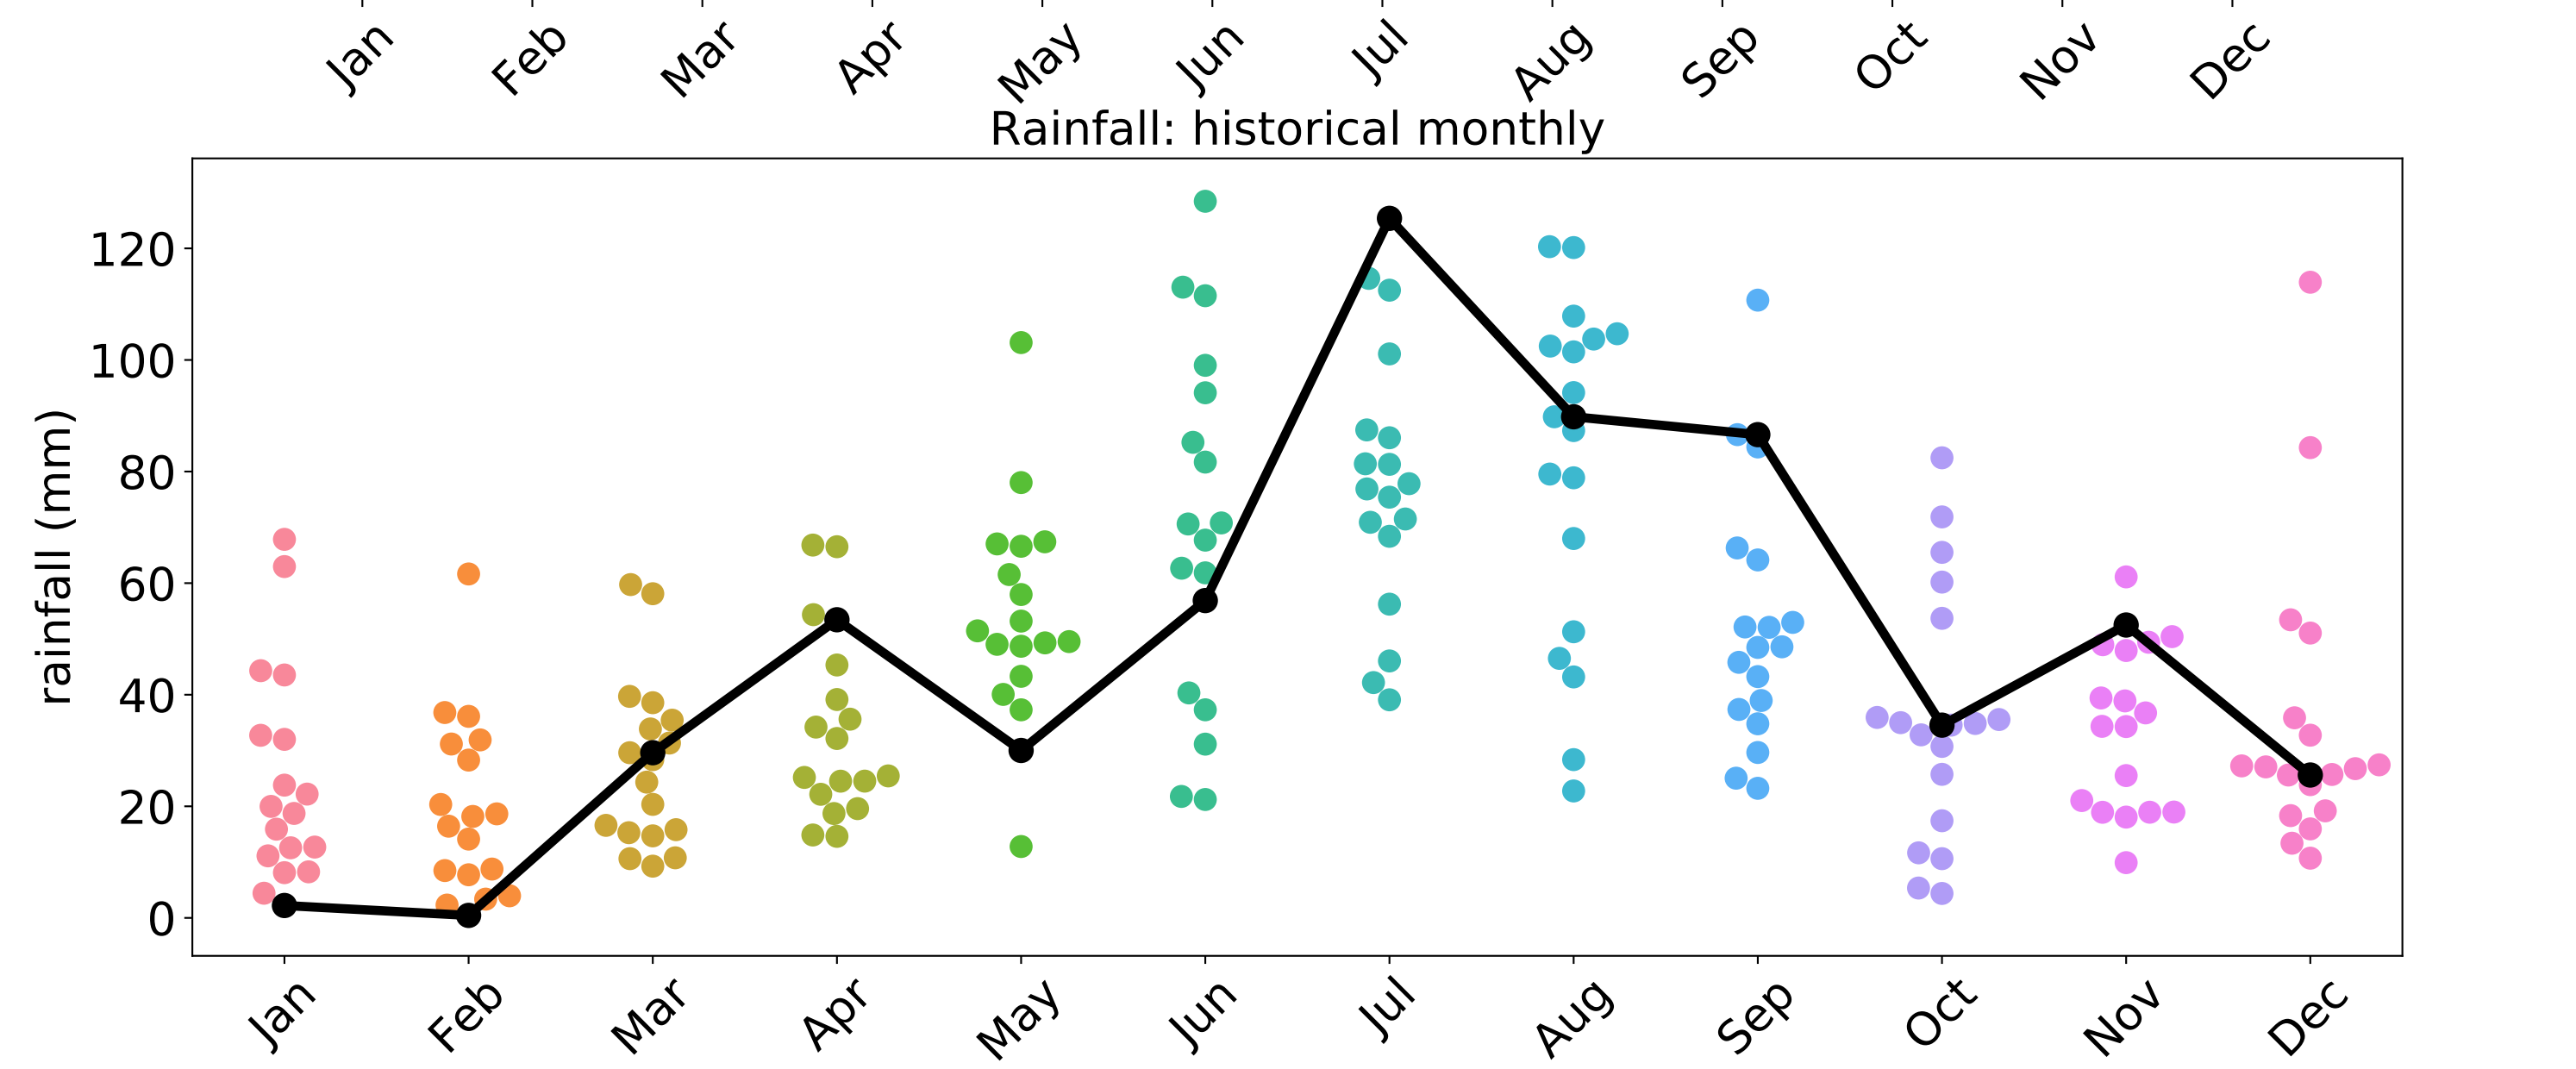 Jan Feb Mar Apr May Jun Jul Aug Sep Oct Nov Dec
Rainfall: historical monthly
rainfall (mm)
120
100
80
60
40
20
0
Jan Feb Mar Apr May Jun Jul Aug Sep Oct Nov Dec